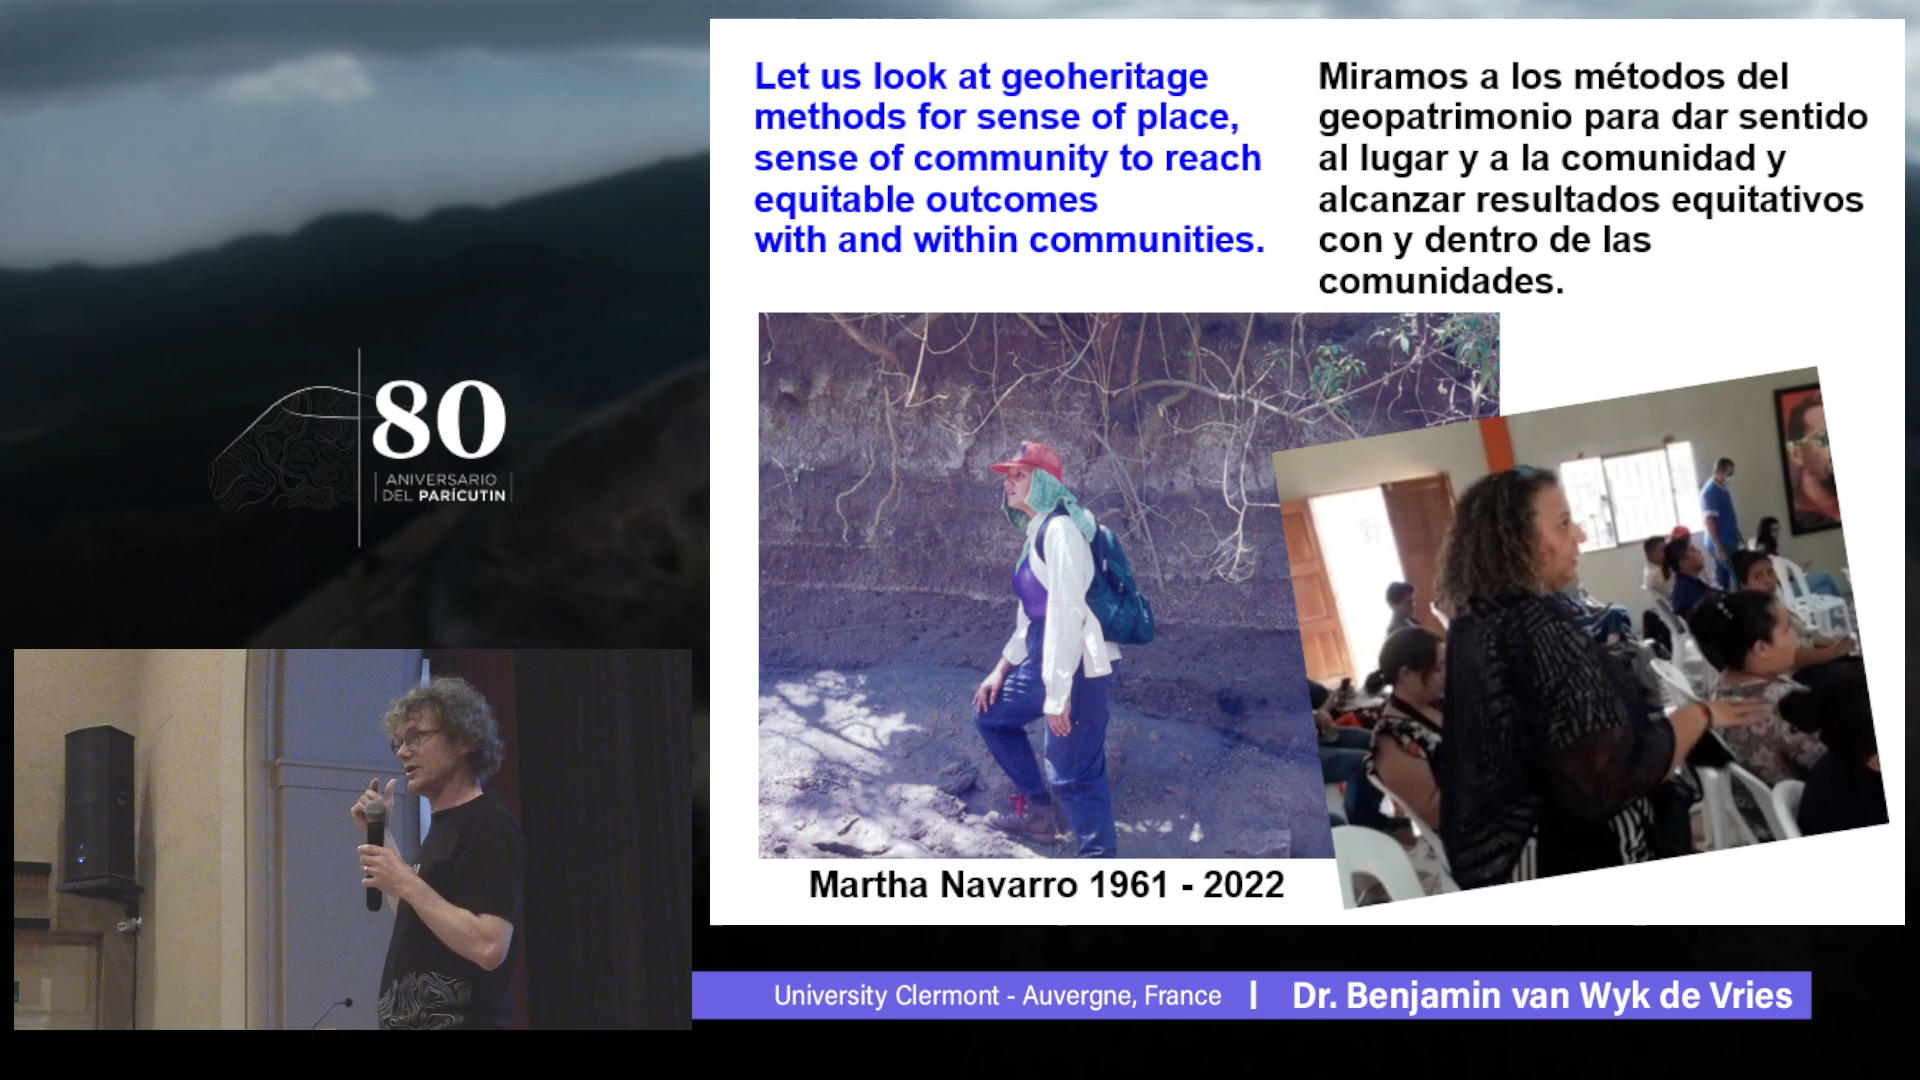 Let us look at geoheritage
methods for sense of place,
sense of community to reach
equitable outcomes
with and within communities.
Miramos a los métodos del
geopatrimonio para dar sentido
al lugar y a la comunidad y
alcanzar resultados equitativos
con y dentro de las
comunidades.
80
ANIVERSARIO
DEL PARÍCUTIN
Martha Navarro 1961 - 2022
University Clermont - Auvergne, France | Dr. Benjamin van Wyk de Vries